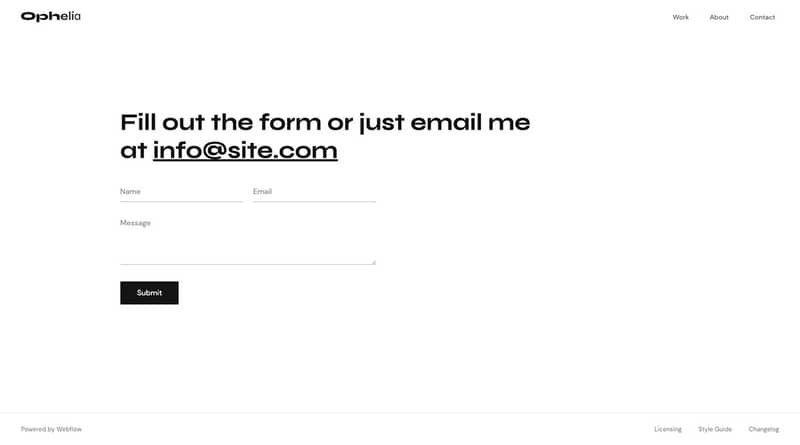 Ophelia
Work About Contact
Fill out the form or just email me
at info@site.com
Name Email
Message
Submit
Powered by Webflow
Licensing Style Guide Changelog